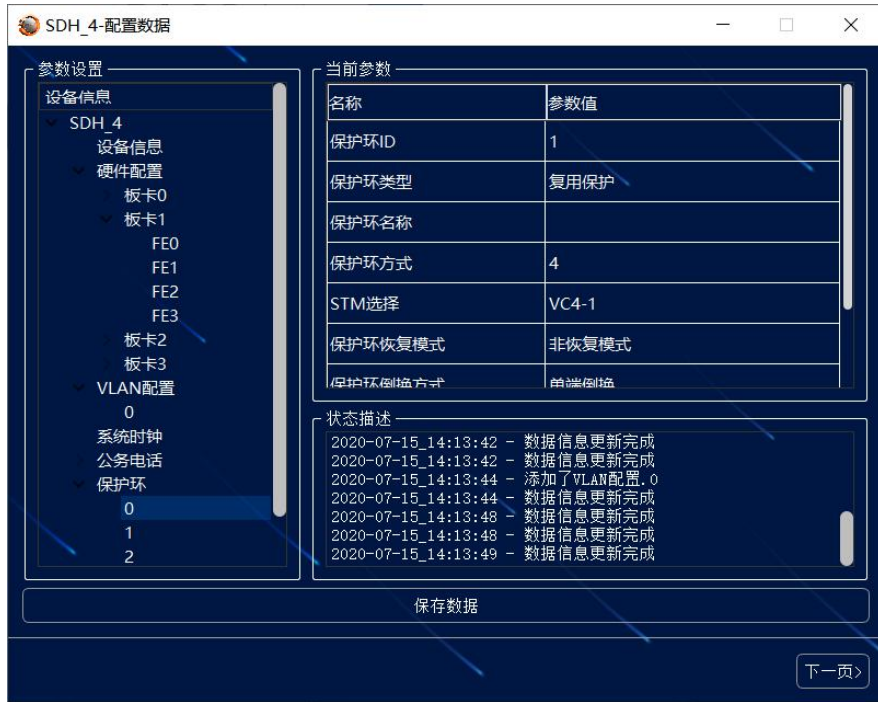 SDH_4-配置数据
参数设置
设备信息
SDH_4
设备信息
硬件配置
板卡0
板卡1
FE0
FE1
FE2
FE3
板卡2
板卡3
VLAN配置
0
系统时钟
公务电话
保护环
0
1
2
当前参数
名称 参数值
保护环ID 1
保护环类型 复用保护
保护环名称
保护环方式 4
STM选择 VC4-1
保护环恢复模式 非恢复模式
保护环倒换方式 单端倒换
状态描述
2020-07-15_14:13:42 - 数据信息更新完成
2020-07-15_14:13:42 - 数据信息更新完成
2020-07-15_14:13:44 - 添加了VLAN配置.0
2020-07-15_14:13:44 - 数据信息更新完成
2020-07-15_14:13:48 - 数据信息更新完成
2020-07-15_14:13:48 - 数据信息更新完成
2020-07-15_14:13:49 - 数据信息更新完成
保存数据
下一页>